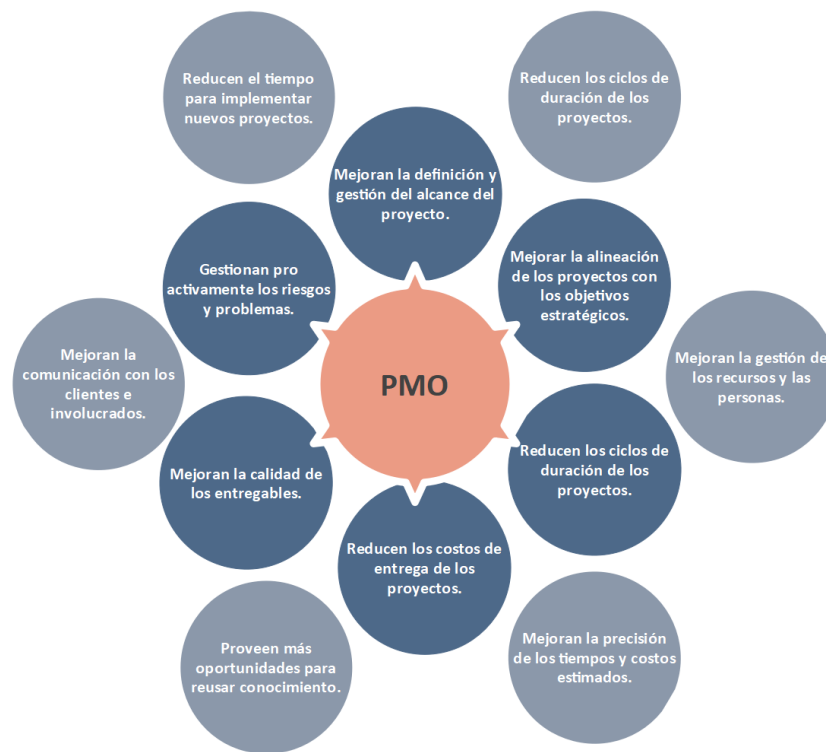 Reducen el tiempo
para implementar
nuevos proyectos.
Reducen los ciclos de
duración de los
proyectos.
Mejoran la definición y
gestión del alcance del
proyecto.
Gestionan pro
activamente los riesgos
y problemas.
Mejorar la alineación
de los proyectos con
los objetivos
estratégicos.
Mejoran la
comunicación con los
clientes e
involucrados.
PMO
Mejoran la gestión de
los recursos y las
personas.
Mejoran la calidad de
los entregables.
Reducen los ciclos de
duración de los
proyectos.
Reducen los costos de
entrega de los
proyectos.
Proveen más
oportunidades para
reusar conocimiento.
Mejoran la precisión
de los tiempos y costos
estimados.